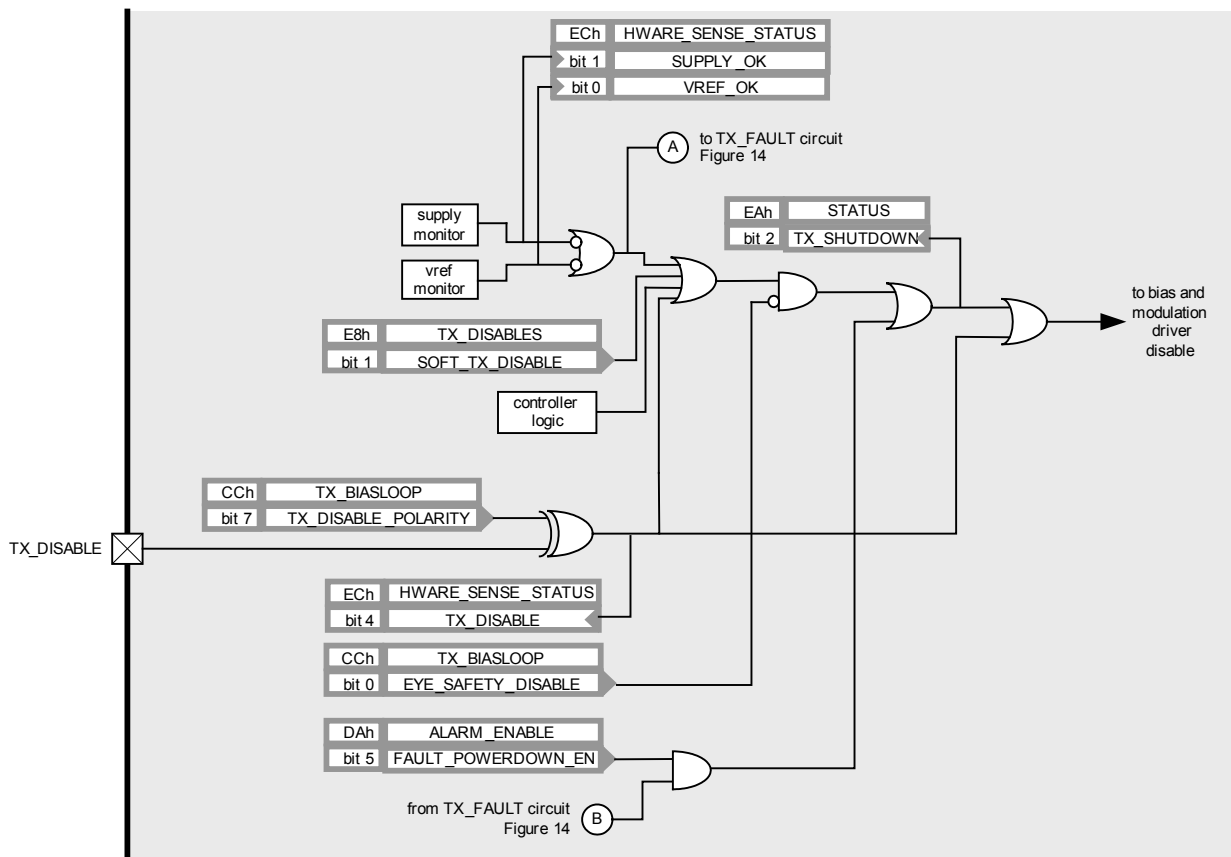 ECh HWARE_SENSE_STATUS
bit 1 SUPPLY_OK
bit 0 VREF_OK
A
to TX_FAULT circuit
Figure 14
supply
monitor
vref
monitor
EAh STATUS
bit 2 TX_SHUTDOWN
to bias and
modulation
driver
disable
E8h TX_DISABLES
bit 1 SOFT_TX_DISABLE
controller
logic
CCh TX_BIASLOOP
bit 7 TX_DISABLE_POLARITY
TX_DISABLE
ECh HWARE_SENSE_STATUS
bit 4 TX_DISABLE
CCh TX_BIASLOOP
bit 0 EYE_SAFETY_DISABLE
DAh ALARM_ENABLE
bit 5 FAULT_POWERDOWN_EN
from TX_FAULT circuit
Figure 14
B